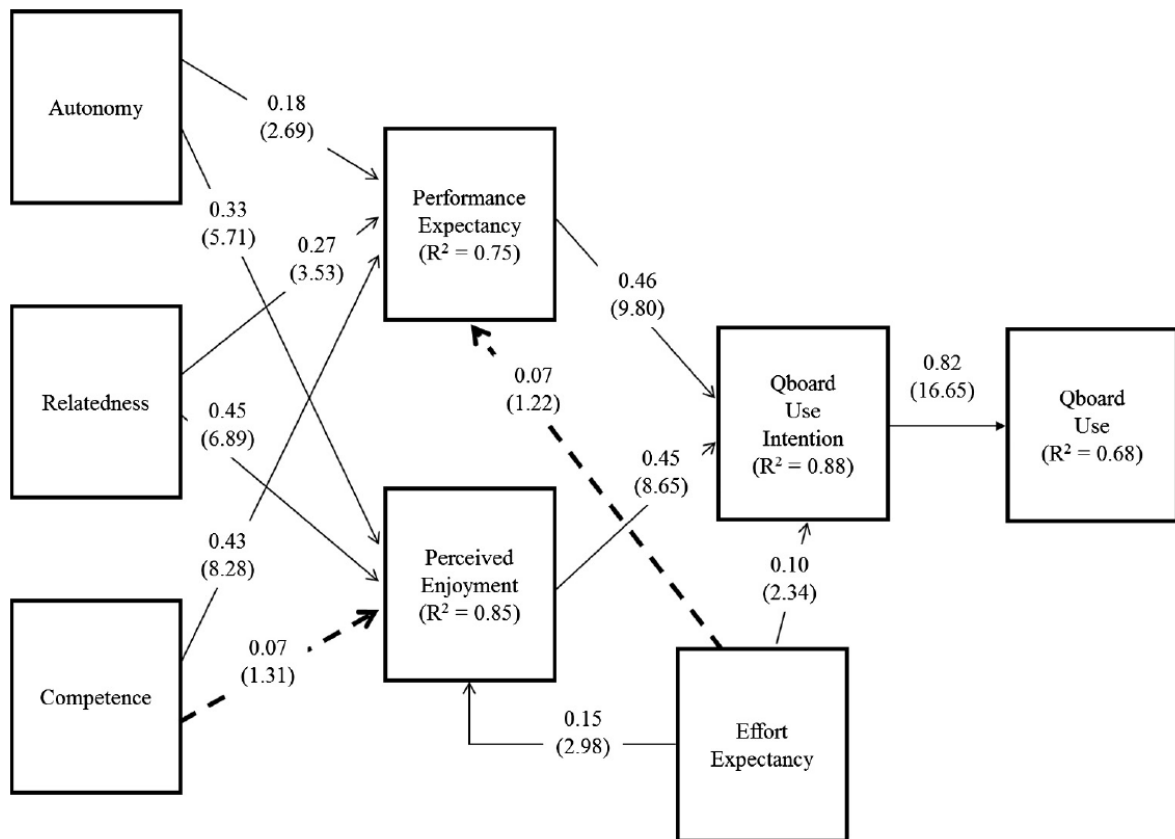 Autonomy
0.18
(2.69)
Performance
Expectancy
(R² = 0.75)
0.33
(5.71)
0.27
(3.53)
0.46
(9.80)
Relatedness
0.45
(6.89)
0.07
(1.22)
Qboard
Use
Intention
(R² = 0.88)
0.82
(16.65)
Qboard
Use
(R² = 0.68)
0.45
(8.65)
0.43
(8.28)
Perceived
Enjoyment
(R² = 0.85)
0.10
(2.34)
Competence
0.07
(1.31)
0.15
(2.98)
Effort
Expectancy